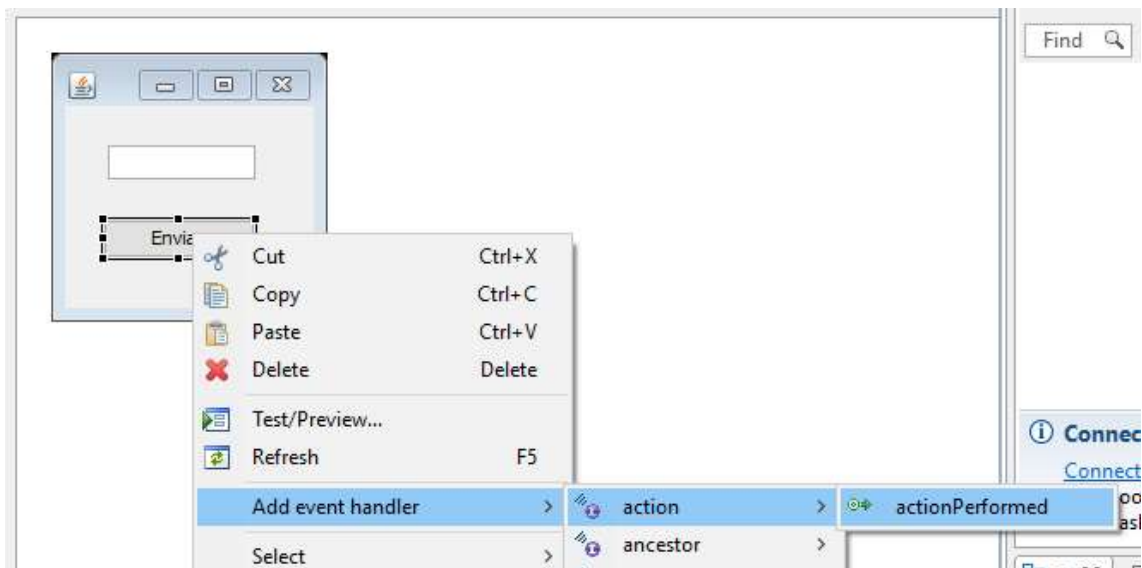 Find
Envia
Cut Ctrl+X
Copy Ctrl+C
Paste Ctrl+V
Delete Delete
Test/Preview...
Refresh F5
Add event handler
action
actionPerformed
ancestor
Select
Connec
Connect